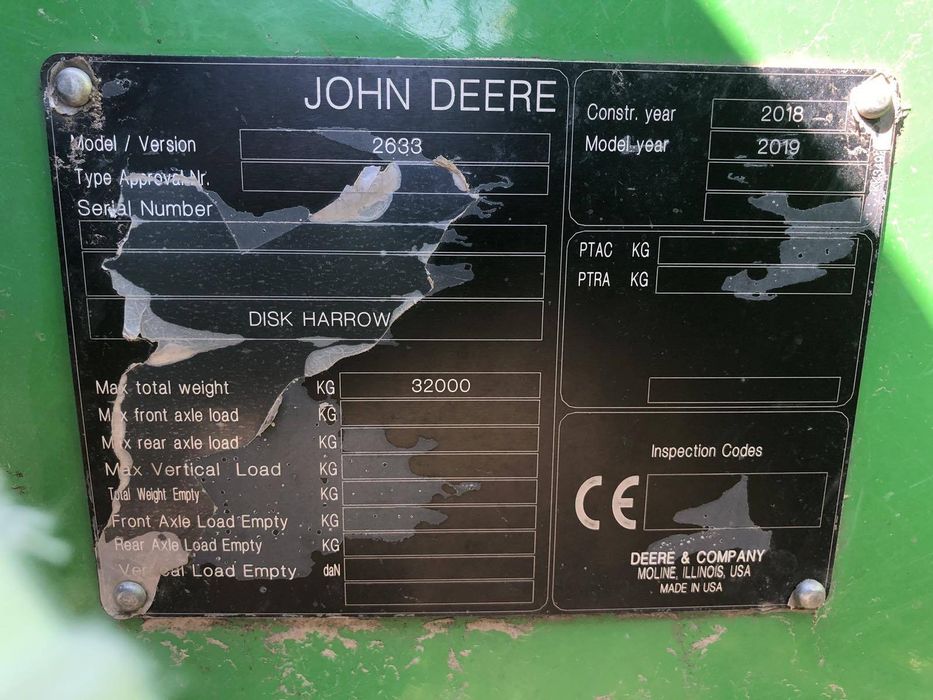 JOHN DEERE
Model / Version 2633
Type Approval Nr.
Serial Number
DISK HARROW
Max total weight KG 32000
Max front axle load KG
Max rear axle load KG
Max Vertical Load KG
Total Weight Empty KG
Front Axle Load Empty KG
Rear Axle Load Empty KG
Vertical Load Empty daN
Constr. year 2018
Model-year 2019
PTAC KG
PTRA KG
Inspection Codes
CE
DEERE & COMPANY
MOLINE, ILLINOIS, USA
MADE IN USA